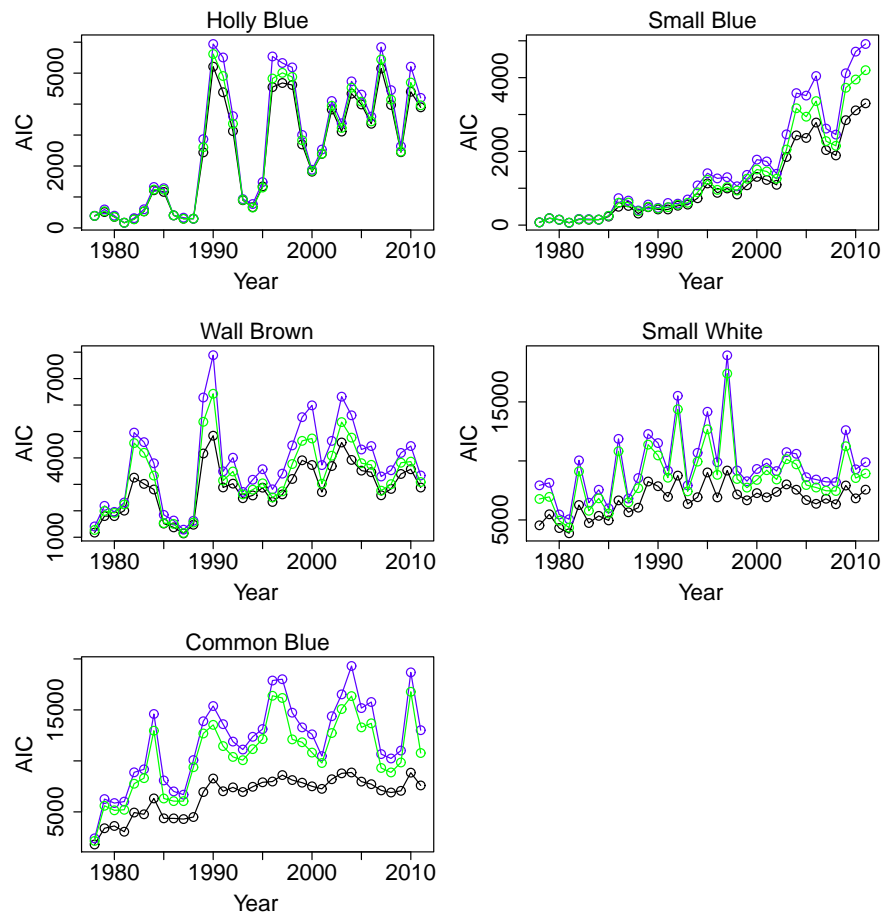 Holly Blue
AIC
0
2000
5000
1980
1990
2000
2010
Year
Small Blue
AIC
0
2000
4000
1980
1990
2000
2010
Year
Wall Brown
AIC
1000
4000
7000
1980
1990
2000
2010
Year
Small White
AIC
5000
15000
1980
1990
2000
2010
Year
Common Blue
AIC
5000
15000
1980
1990
2000
2010
Year